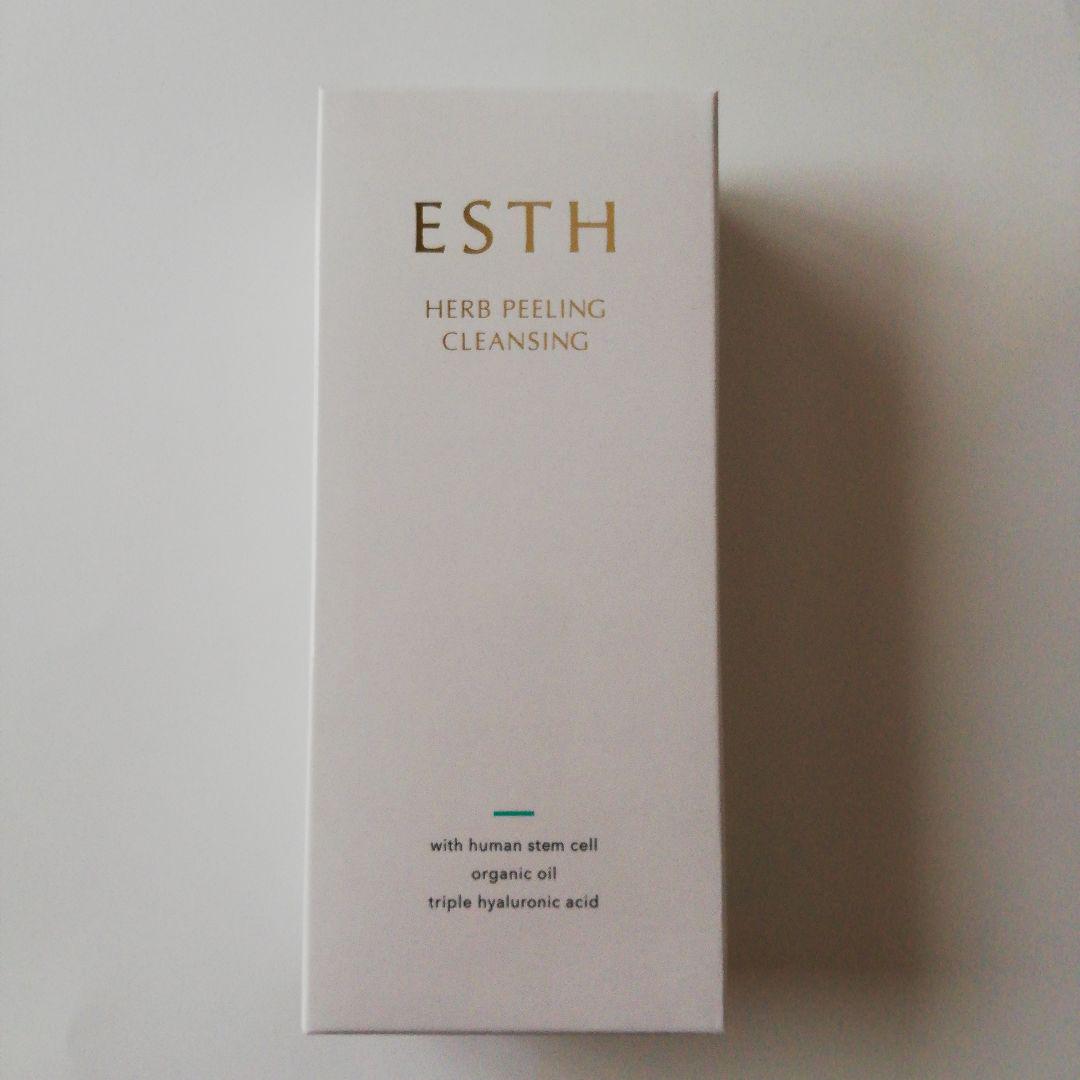 ESTH
HERB PEELING
CLEANSING
with human stem cell
organic oil
triple hyaluronic acid